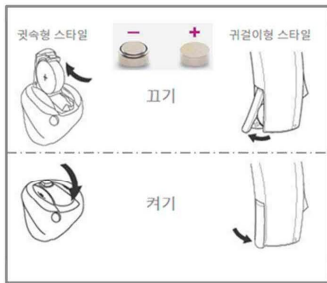 귓속형 스타일
− +
귀걸이형 스타일
끄기
켜기